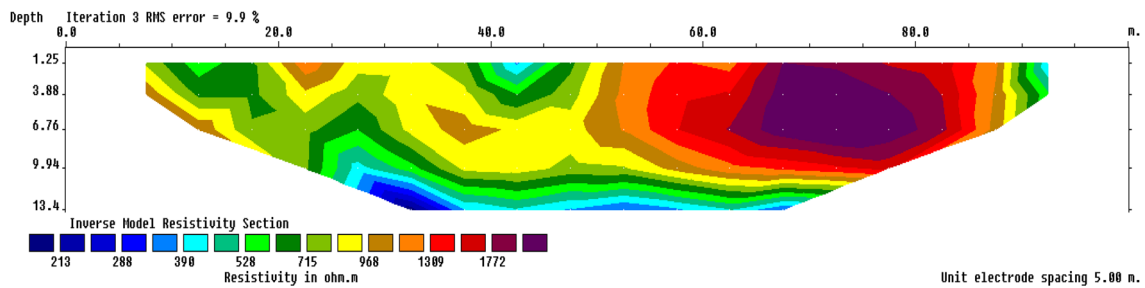 Depth Iteration 3 RMS error = 9.9 %
0.0 20.0 40.0 60.0 80.0 m.
1.25
3.88
6.76
9.94
13.4
Inverse Model Resistivity Section
213 288 390 528 715 968 1309 1772
Resistivity in ohm.m Unit electrode spacing 5.00 m.